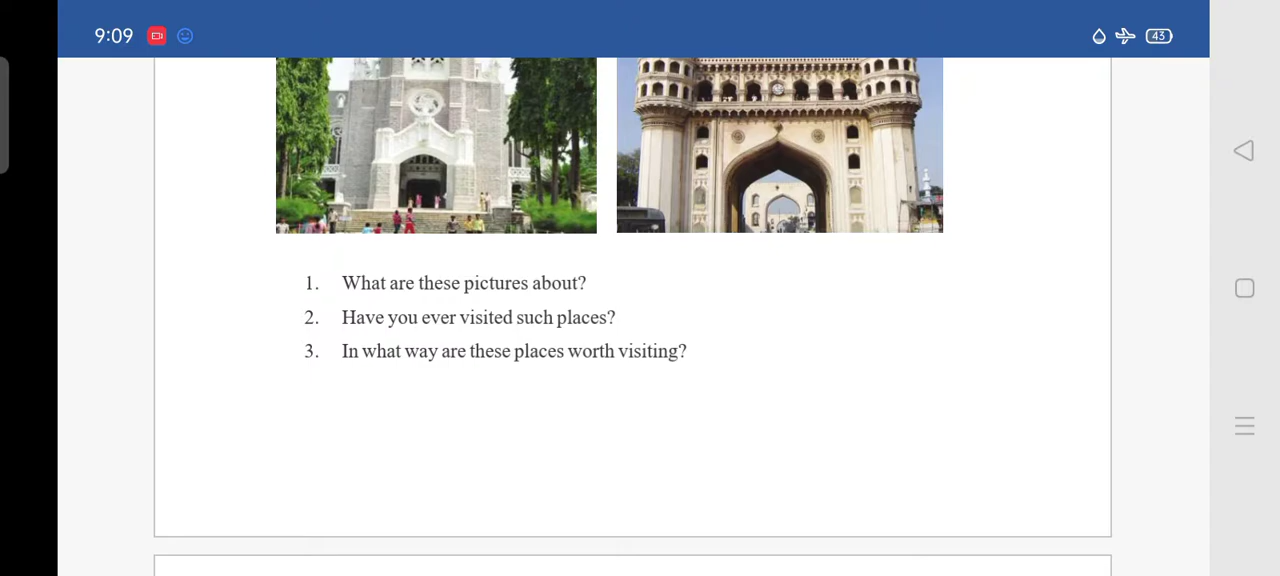 9:09
43
1. What are these pictures about?
2. Have you ever visited such places?
3. In what way are these places worth visiting?